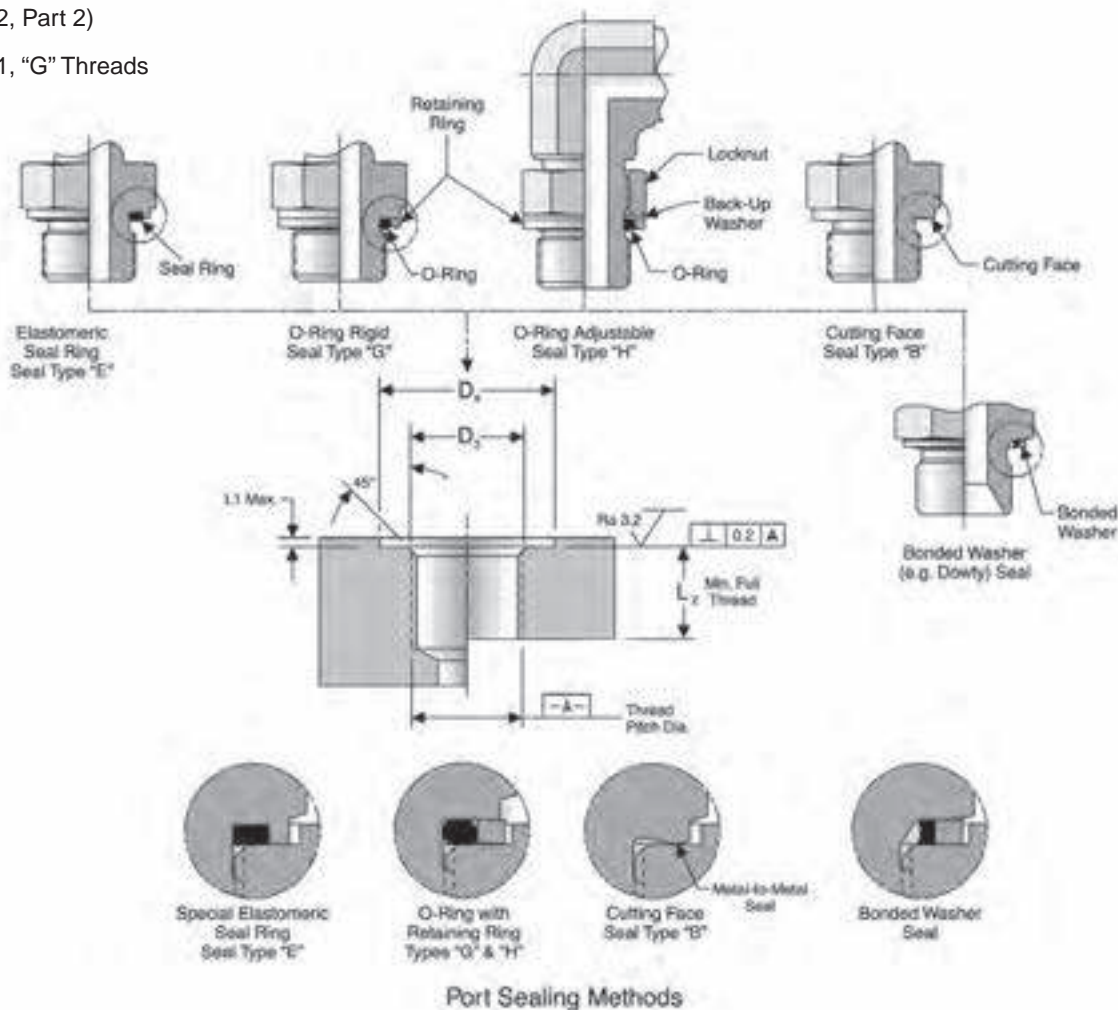 2, Part 2)
1, “G” Threads
Retaining
Ring
Locknut
Back-Up
Washer
O-Ring
Seal Ring
O-Ring
Cutting Face
Elastomeric
Seal Ring
Seal Type "E"
O-Ring Rigid
Seal Type "G"
O-Ring Adjustable
Seal Type "H"
Cutting Face
Seal Type "B"
D₄
D₃
45°
1.1 Max.
Ra 3.2
⊥ 0.2 A
L₂
Min. Full
Thread
Bonded
Washer
Bonded Washer
(e.g. Dowty) Seal
-A-
Thread
Pitch Dia.
Metal-to-Metal
Seal
Special Elastomeric
Seal Ring
Seal Type "E"
O-Ring with
Retaining Ring
Types "G" & "H"
Cutting Face
Seal Type "B"
Bonded Washer
Seal
Port Sealing Methods